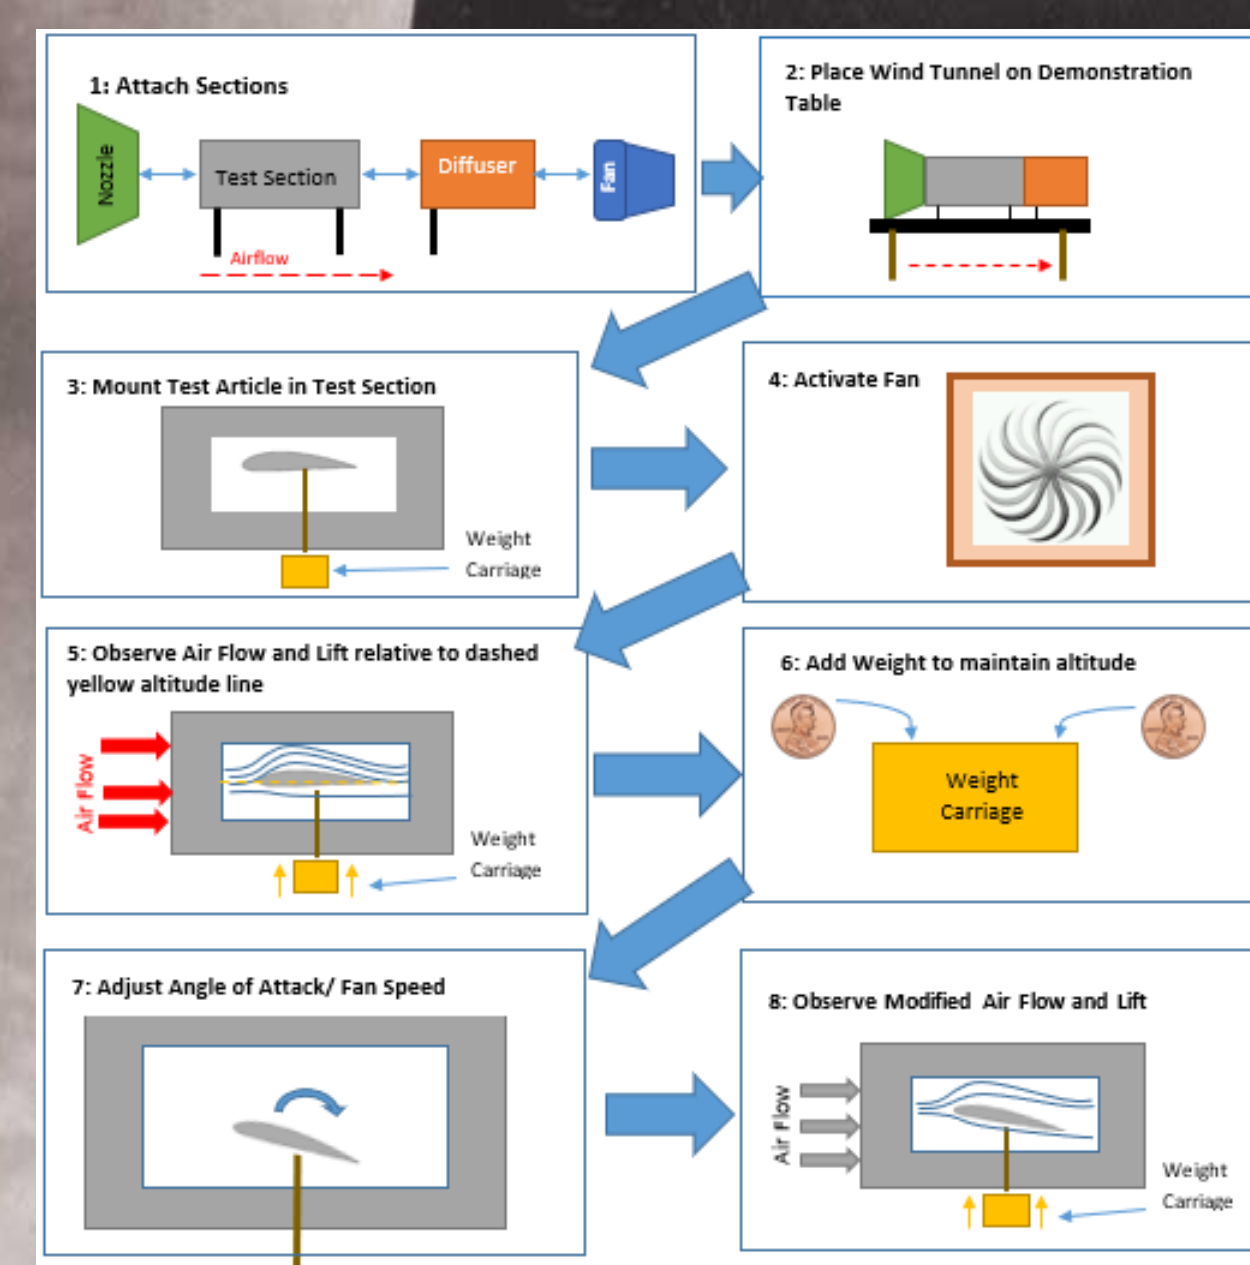 1: Attach Sections
Nozzle
Test Section
Diffuser
Fan
Airflow
2: Place Wind Tunnel on Demonstration
Table
3: Mount Test Article in Test Section
Weight
Carriage
4: Activate Fan
5: Observe Air Flow and Lift relative to dashed
yellow altitude line
Air Flow
Weight
Carriage
6: Add Weight to maintain altitude
Weight
Carriage
7: Adjust Angle of Attack/ Fan Speed
8: Observe Modified Air Flow and Lift
Air Flow
Weight
Carriage